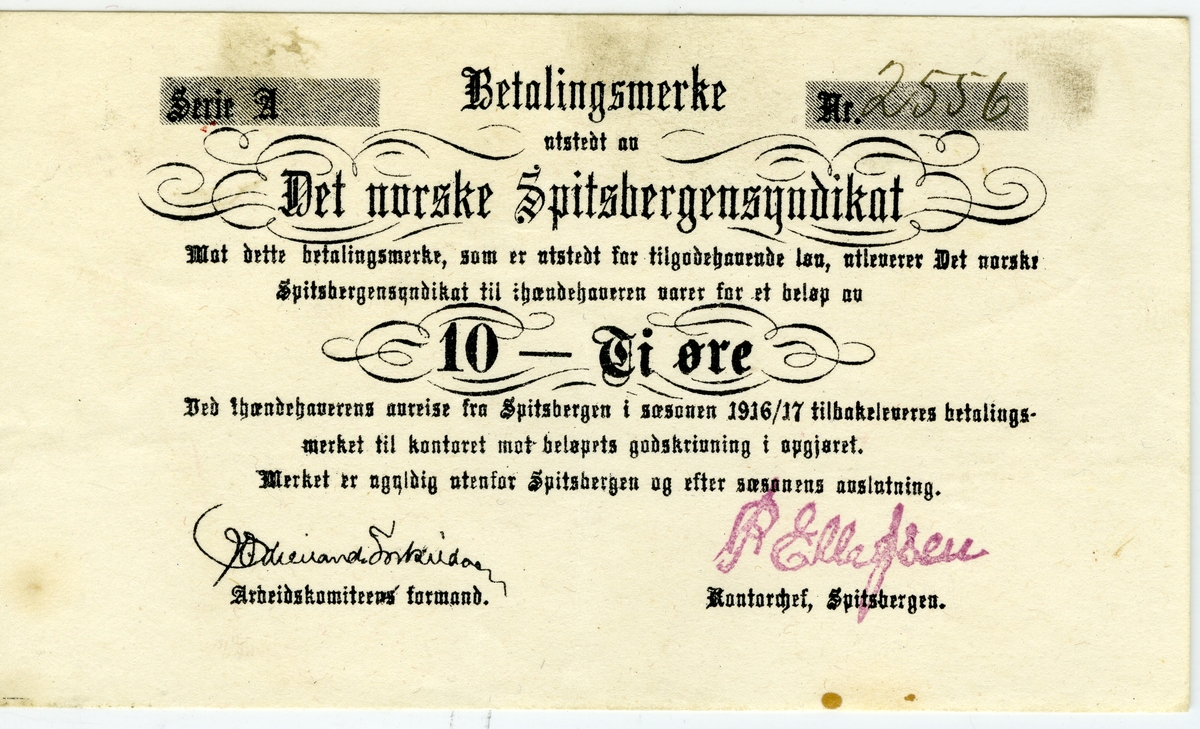 Serie A
Betalingsmerke
Nr. 2556
utstedt av
Det norske Spitsbergensyndikat
Mot dette betalingsmerke, som er utstedt for tilgodehavende løn, utleverer Det norske
Spitsbergensyndikat til ihændehaveren varer for et beløp av
10 — Ti øre
Ved ihændehaverens avreise fra Spitsbergen i sæsonen 1916/17 tilbakeleveres betalings-
merket til kontoret mot beløpets godskrivning i opgjøret.
Merket er ugyldig utenfor Spitsbergen og efter sæsonens avslutning.
R Ellefsen
Arbeidskomiteens formand.
Kontorchef, Spitsbergen.